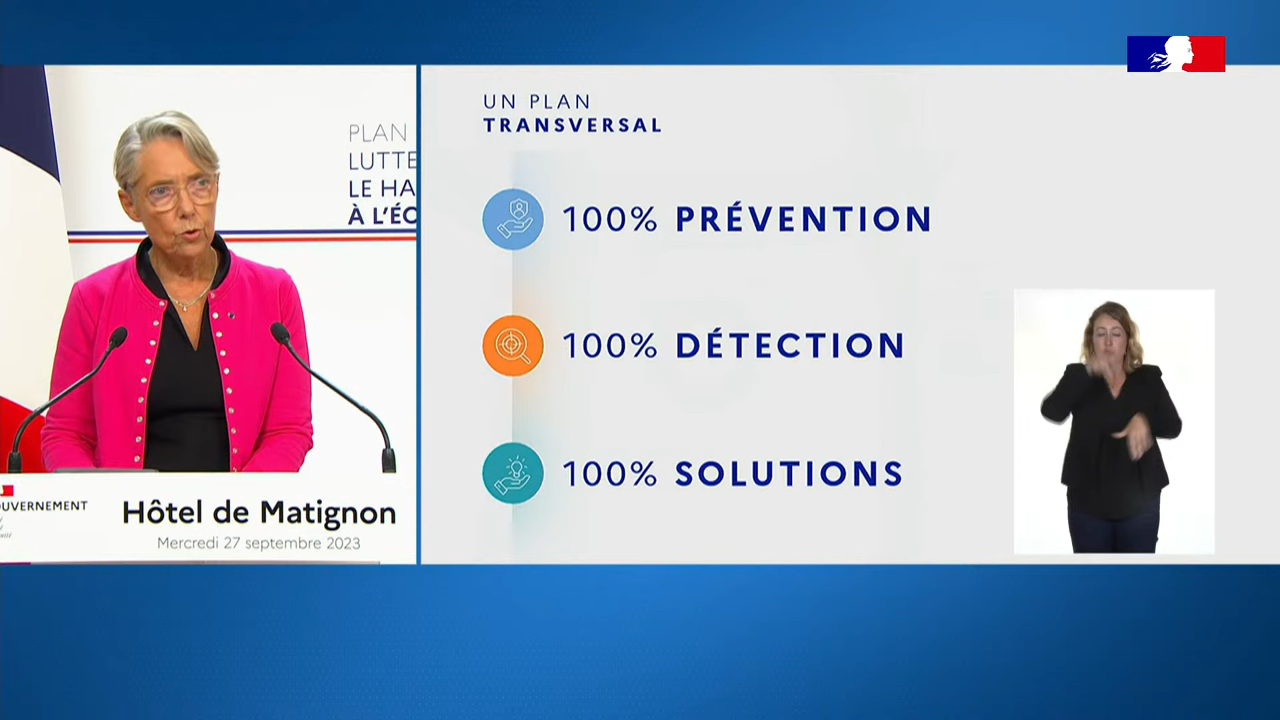 PLAN
LUTTE
LE HA
À L'ÉC
OUVERNEMENT
Hôtel de Matignon
Mercredi 27 septembre 2023
UN PLAN
TRANSVERSAL
100% PRÉVENTION
100% DÉTECTION
100% SOLUTIONS